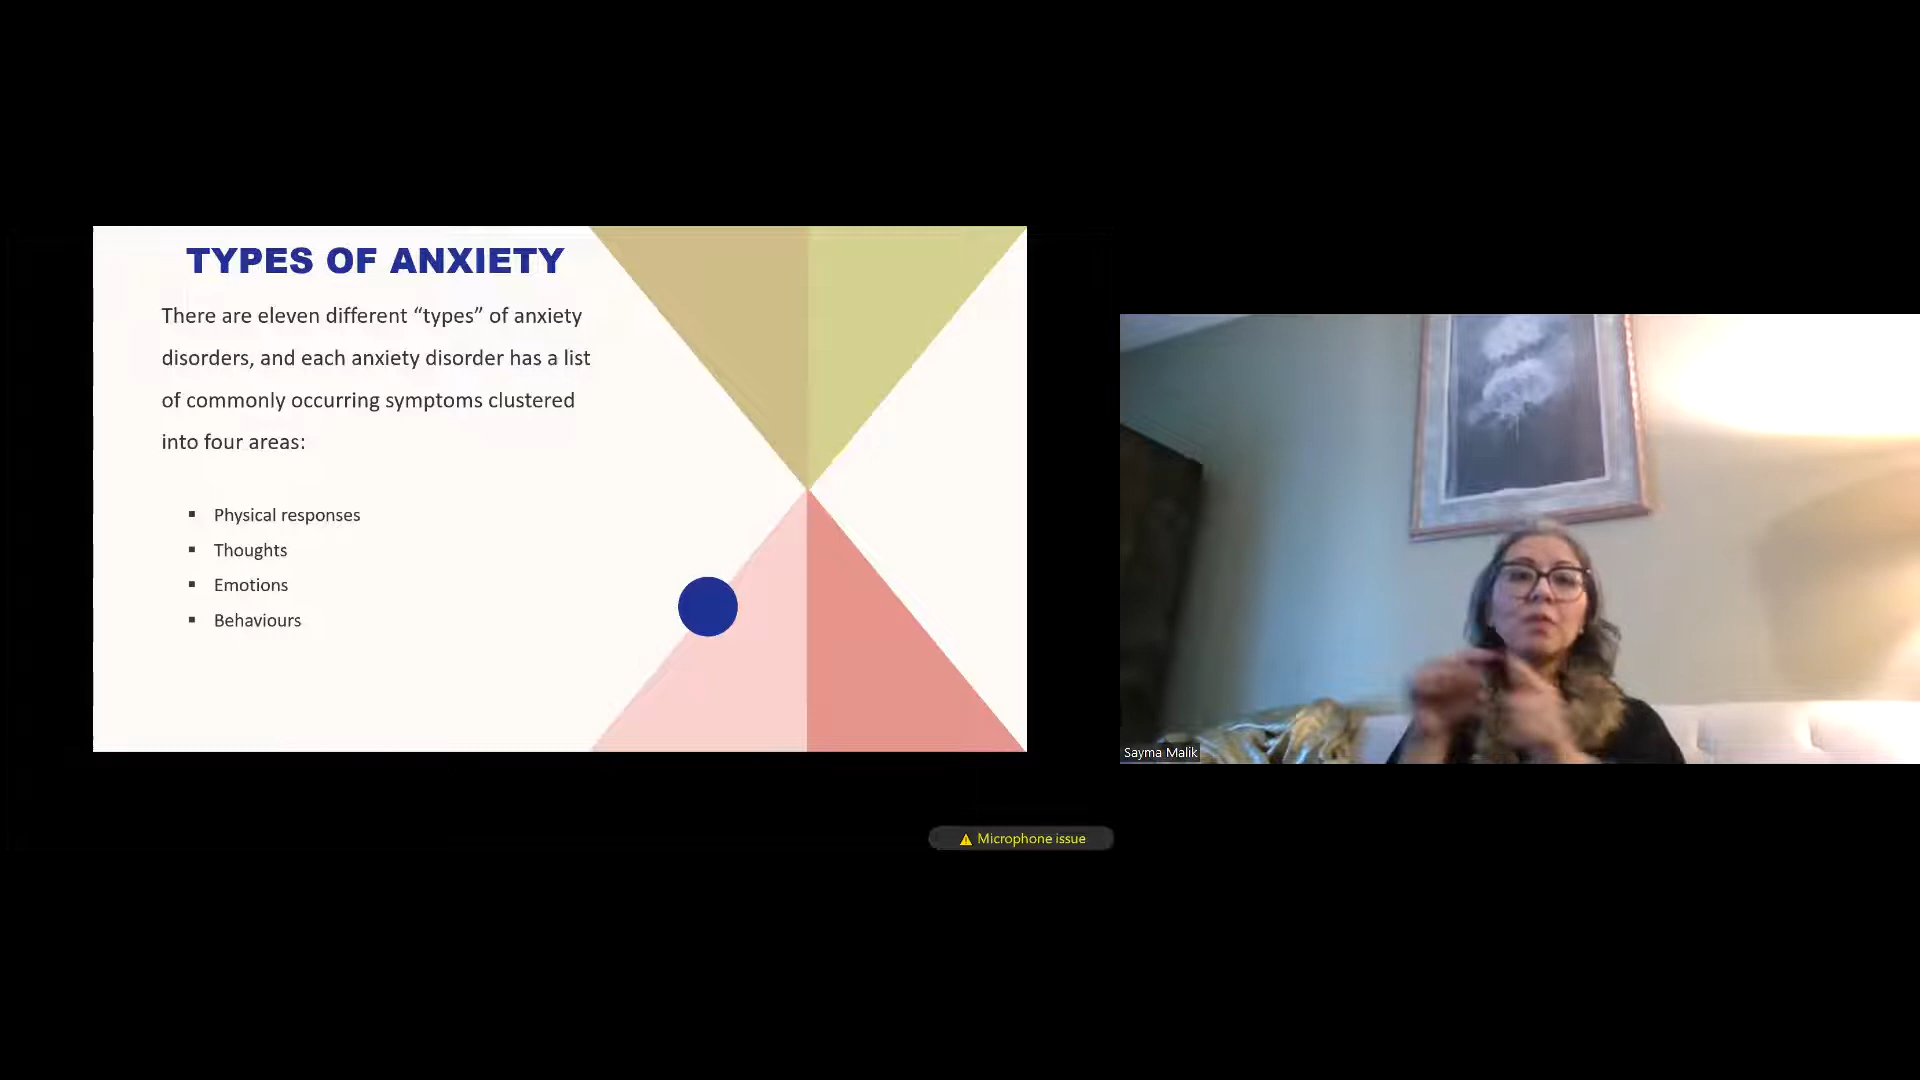 TYPES OF ANXIETY
There are eleven different “types” of anxiety
disorders, and each anxiety disorder has a list
of commonly occurring symptoms clustered
into four areas:
▪ Physical responses
▪ Thoughts
▪ Emotions
▪ Behaviours
Sayma Malik
Microphone issue